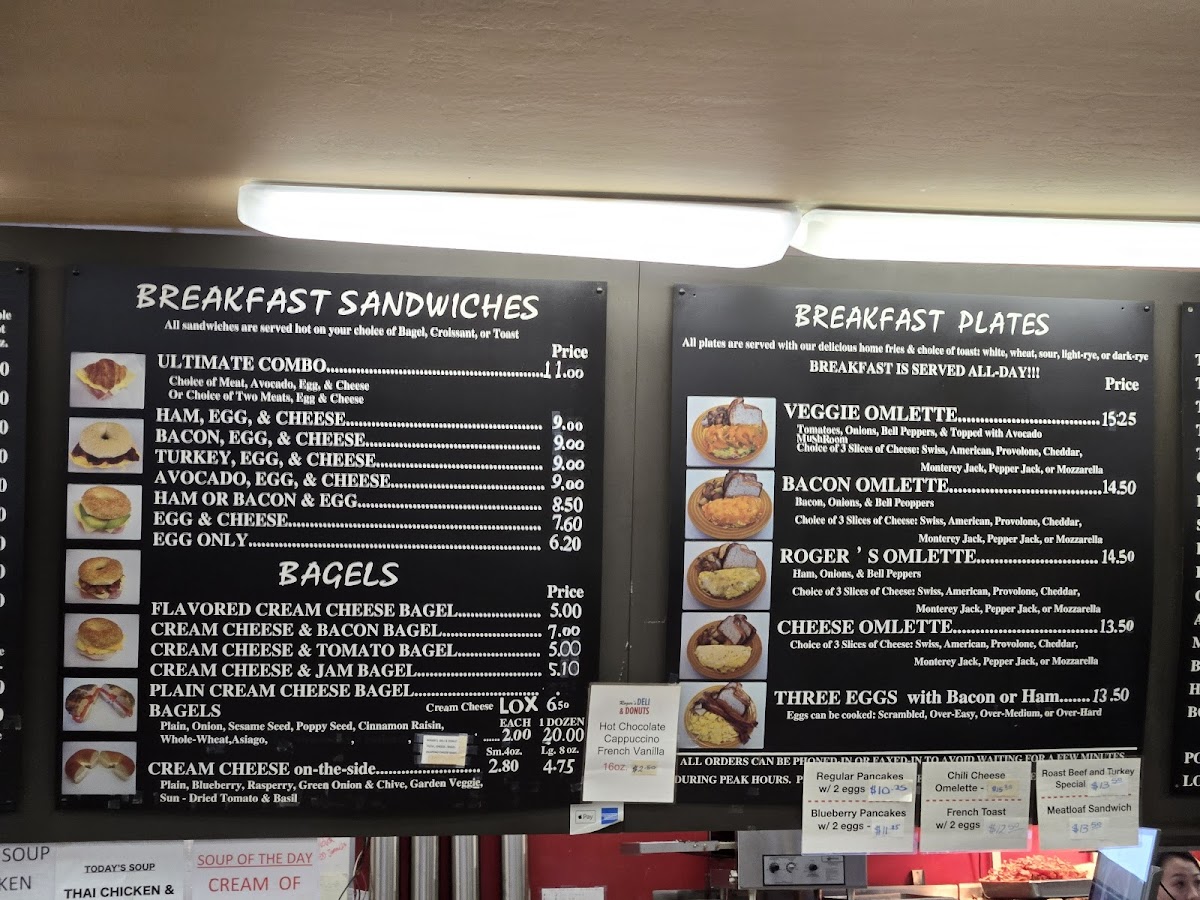 BREAKFAST SANDWICHES
All sandwiches are served hot on your choice of Bagel, Croissant, or Toast
Price
ULTIMATE COMBO 11.00
Choice of Meat, Avocado, Egg, & Cheese
Or Choice of Two Meats, Egg & Cheese
HAM, EGG, & CHEESE 9.00
BACON, EGG, & CHEESE 9.00
TURKEY, EGG, & CHEESE 9.00
AVOCADO, EGG, & CHEESE 9.00
HAM OR BACON & EGG 8.50
EGG & CHEESE 7.60
EGG ONLY 6.20
BAGELS
Price
FLAVORED CREAM CHEESE BAGEL 5.00
CREAM CHEESE & BACON BAGEL 7.00
CREAM CHEESE & TOMATO BAGEL 5.00
CREAM CHEESE & JAM BAGEL 5.10
PLAIN CREAM CHEESE BAGEL
Cream Cheese LOX 6.50
BAGELS EACH 1 DOZEN
Plain, Onion, Sesame Seed, Poppy Seed, Cinnamon Raisin, 2.00 20.00
Whole-Wheat, Asiago,
Sm.4oz. Lg. 8 oz.
CREAM CHEESE on-the-side 2.80 4.75
Plain, Blueberry, Rasperry, Green Onion & Chive, Garden Veggie,
Sun - Dried Tomato & Basil
Roger's DELI
& DONUTS
Hot Chocolate
Cappuccino
French Vanilla
16oz. $2.60
Pay
BREAKFAST PLATES
All plates are served with our delicious home fries & choice of toast: white, wheat, sour, light-rye, or dark-rye
BREAKFAST IS SERVED ALL-DAY!!!
Price
VEGGIE OMLETTE 15.25
Tomatoes, Onions, Bell Peppers, & Topped with Avocado
MushRoom
Choice of 3 Slices of Cheese: Swiss, American, Provolone, Cheddar,
Monterey Jack, Pepper Jack, or Mozzarella
BACON OMLETTE 14.50
Bacon, Onions, & Bell Peoppers
Choice of 3 Slices of Cheese: Swiss, American, Provolone, Cheddar,
Monterey Jack, Pepper Jack, or Mozzarella
ROGER ' S OMLETTE 14.50
Ham, Onions, & Bell Peppers
Choice of 3 Slices of Cheese: Swiss, American, Provolone, Cheddar,
Monterey Jack, Pepper Jack, or Mozzarella
CHEESE OMLETTE 13.50
Choice of 3 Slices of Cheese: Swiss, American, Provolone, Cheddar,
Monterey Jack, Pepper Jack, or Mozzarella
THREE EGGS with Bacon or Ham 13.50
Eggs can be cooked: Scrambled, Over-Easy, Over-Medium, or Over-Hard
ALL ORDERS CAN BE PHONED-IN OR FAXED-IN TO AVOID WAITING FOR A FEW MINUTES
DURING PEAK HOURS.
Regular Pancakes
w/ 2 eggs $10.25
Blueberry Pancakes
w/ 2 eggs - $11.25
Chili Cheese
Omelette -
French Toast
w/ 2 eggs
Roast Beef and Turkey
Special $13.50
Meatloaf Sandwich
$13.50
SOUP
KEN
TODAY'S SOUP
THAI CHICKEN &
SOUP OF THE DAY
CREAM OF